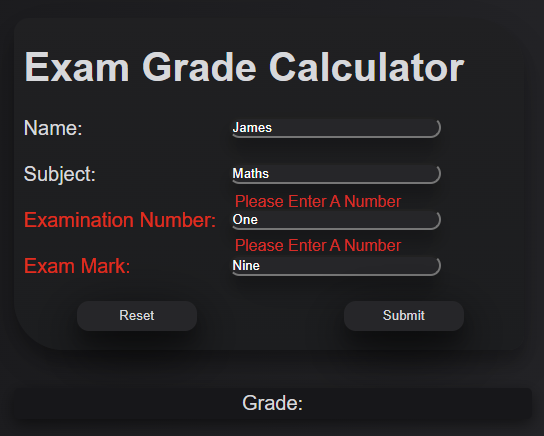 Exam Grade Calculator
Name: James
Subject: Maths
Please Enter A Number
Examination Number: One
Please Enter A Number
Exam Mark: Nine
Reset Submit
Grade: